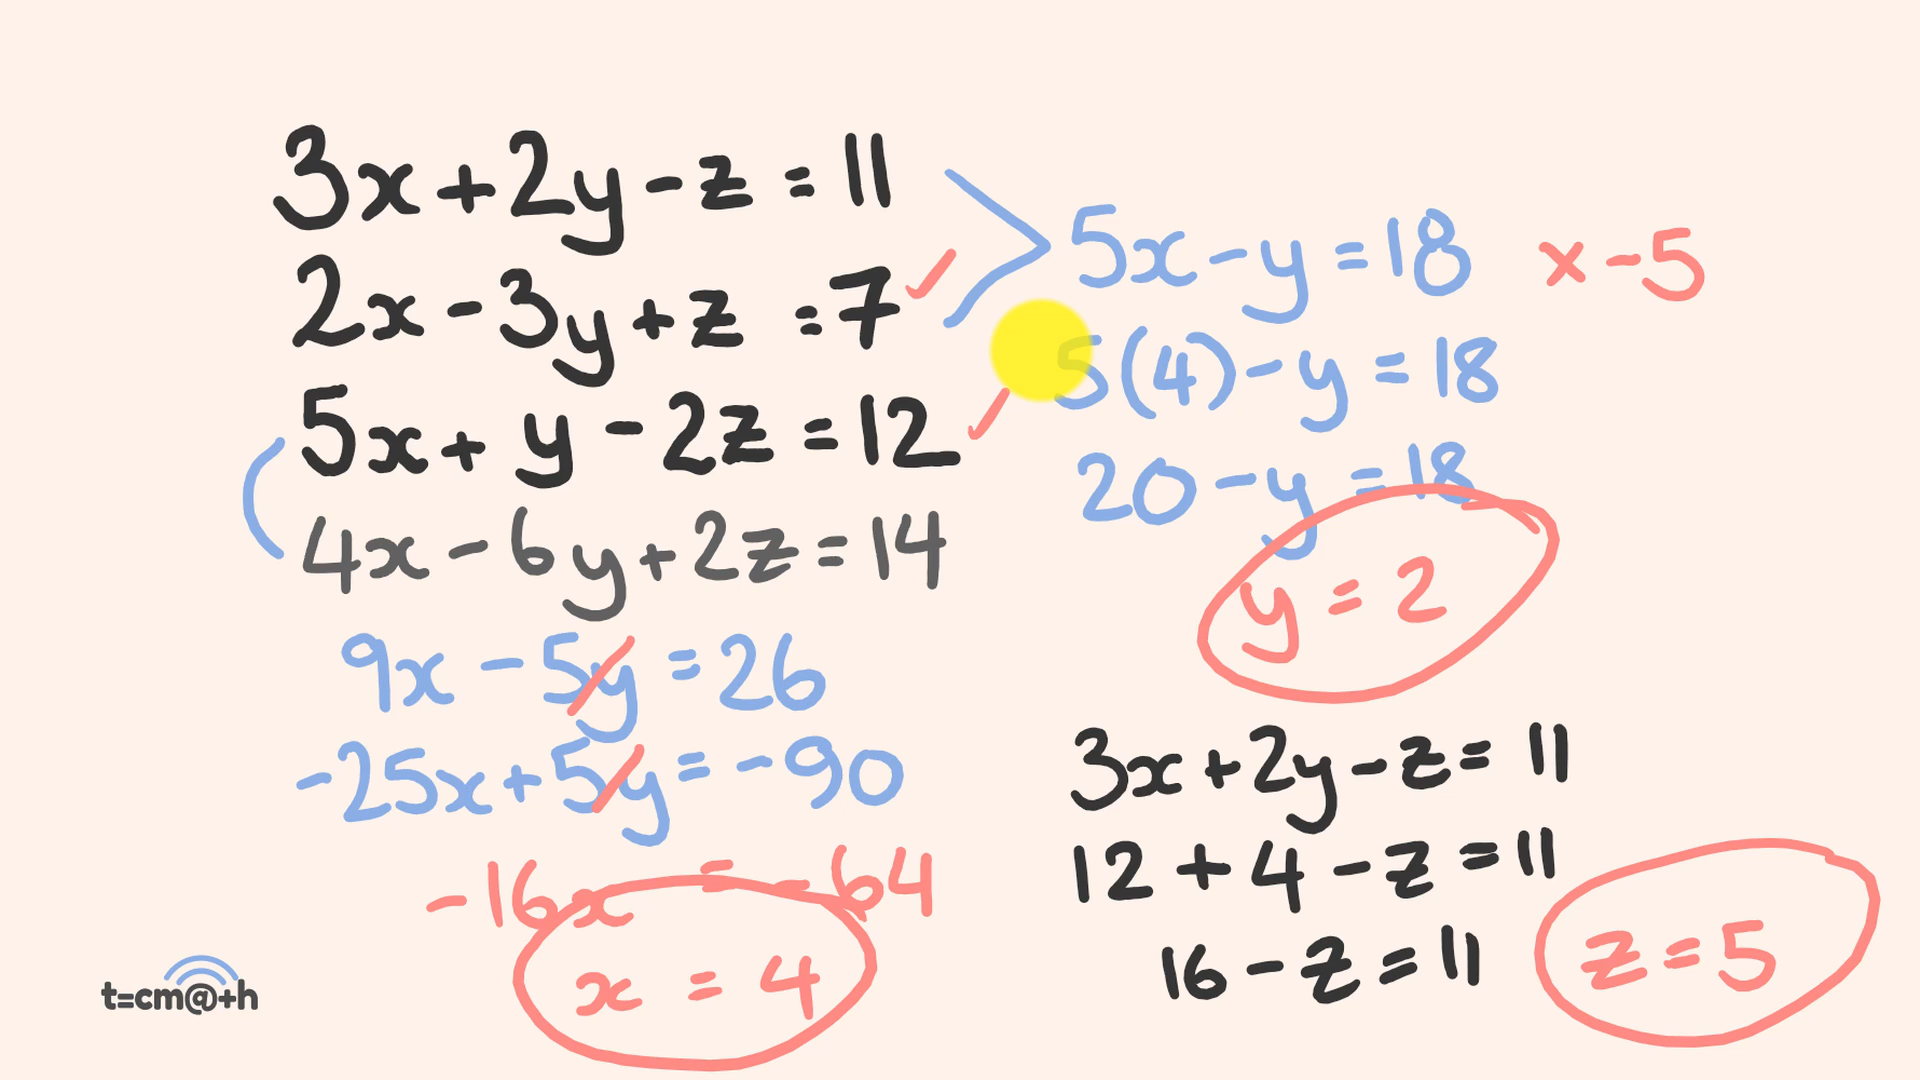 3x+2y-z=11
2x-3y+z=7
5x+y-2z=12
4x-6y+2z=14
9x-5y=26
-25x+5y=-90
-16x=-64
x=4
5x-y=18 x-5
5(4)-y=18
20-y=18
y=2
3x+2y-z=11
12+4-z=11
16-z=11
z=5
t=cm@+h